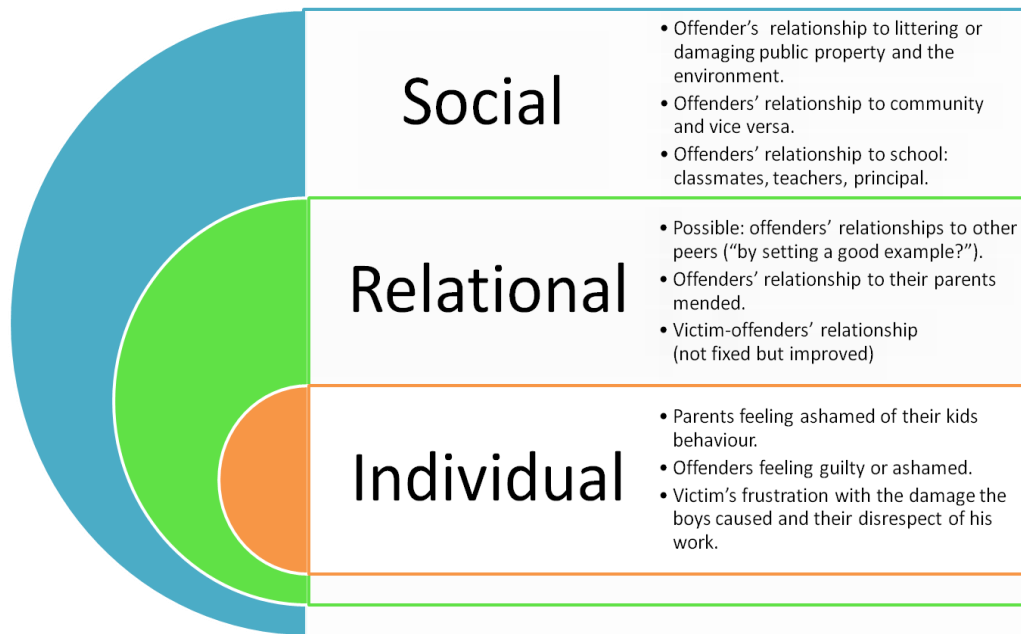 Social
• Offender’s  relationship to littering or
damaging public property and the
environment.
• Offenders’ relationship to community
and vice versa.
• Offenders’ relationship to school:
classmates, teachers, principal.
Relational
• Possible: offenders’ relationships to other
peers (“by setting a good example?”).
• Offenders’ relationship to their parents
mended.
• Victim-offenders’ relationship
(not fixed but improved)
Individual
• Parents feeling ashamed of their kids
behaviour.
• Offenders feeling guilty or ashamed.
• Victim’s frustration with the damage the
boys caused and their disrespect of his
work.